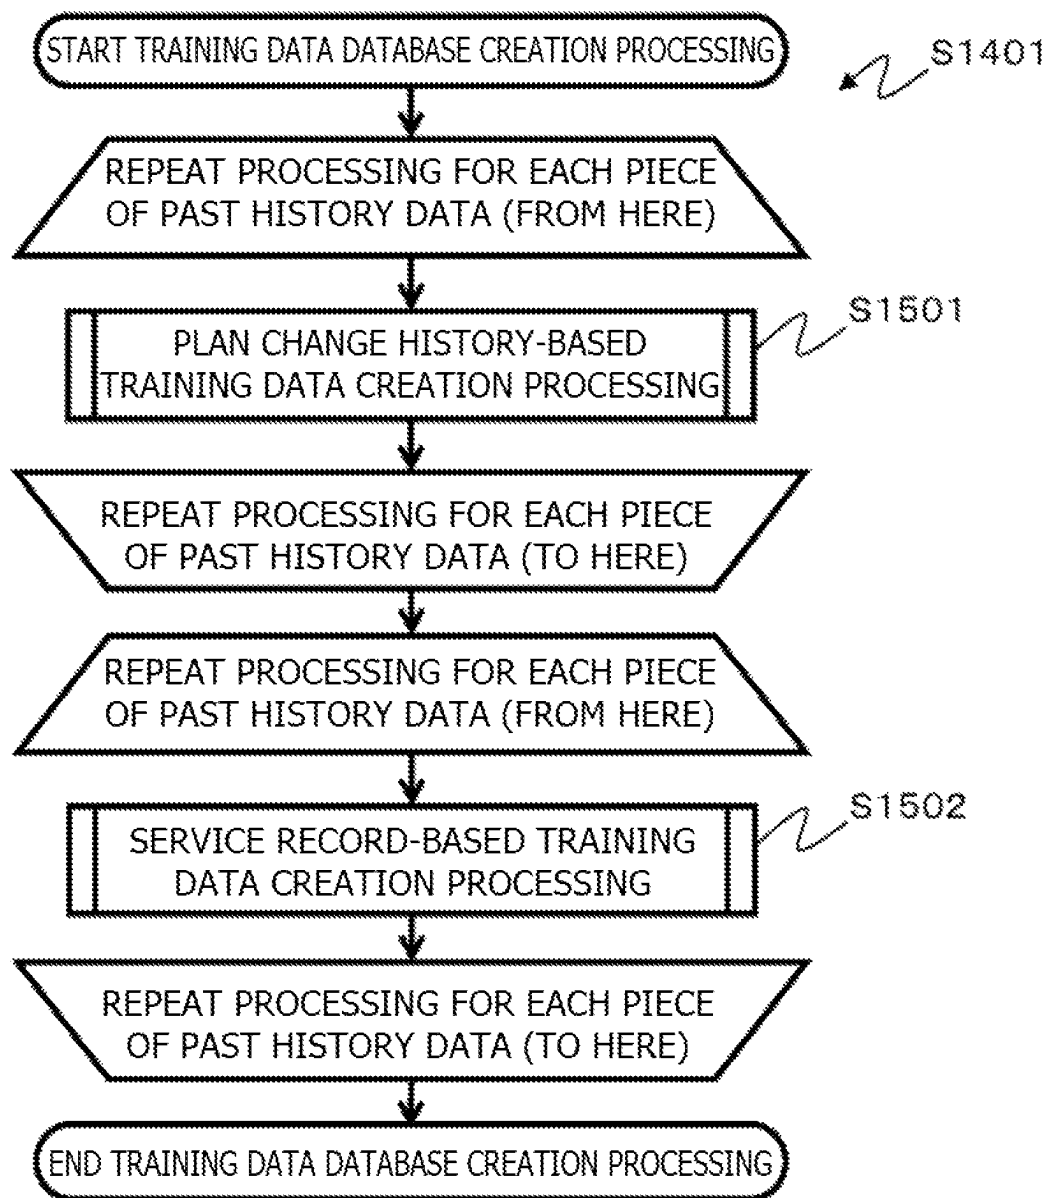 START TRAINING DATA DATABASE CREATION PROCESSING
S1401
REPEAT PROCESSING FOR EACH PIECE
OF PAST HISTORY DATA (FROM HERE)
S1501
PLAN CHANGE HISTORY-BASED
TRAINING DATA CREATION PROCESSING
REPEAT PROCESSING FOR EACH PIECE
OF PAST HISTORY DATA (TO HERE)
REPEAT PROCESSING FOR EACH PIECE
OF PAST HISTORY DATA (FROM HERE)
S1502
SERVICE RECORD-BASED TRAINING
DATA CREATION PROCESSING
REPEAT PROCESSING FOR EACH PIECE
OF PAST HISTORY DATA (TO HERE)
END TRAINING DATA DATABASE CREATION PROCESSING